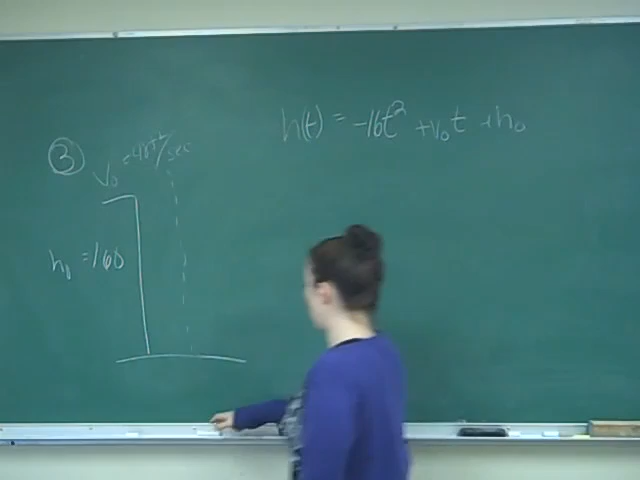 ③ v₀ = 48 ft/sec
h(t) = -16t² + v₀t + h₀
h₀ = 160